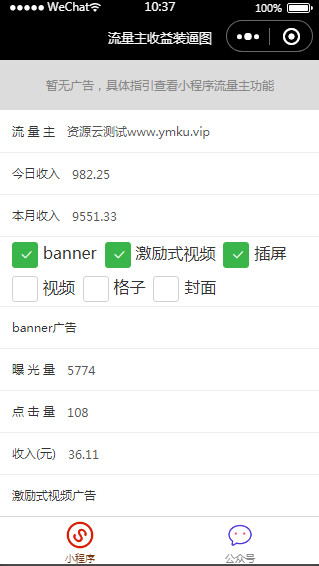 WeChat 10:37 100%
流量主收益装逼图
暂无广告，具体指引查看小程序流量主功能
流 量 主 资源云测试www.ymku.vip
今日收入 982.25
本月收入 9551.33
banner 激励式视频 插屏
视频 格子 封面
banner广告
曝 光 量 5774
点 击 量 108
收入(元) 36.11
激励式视频广告
小程序 公众号